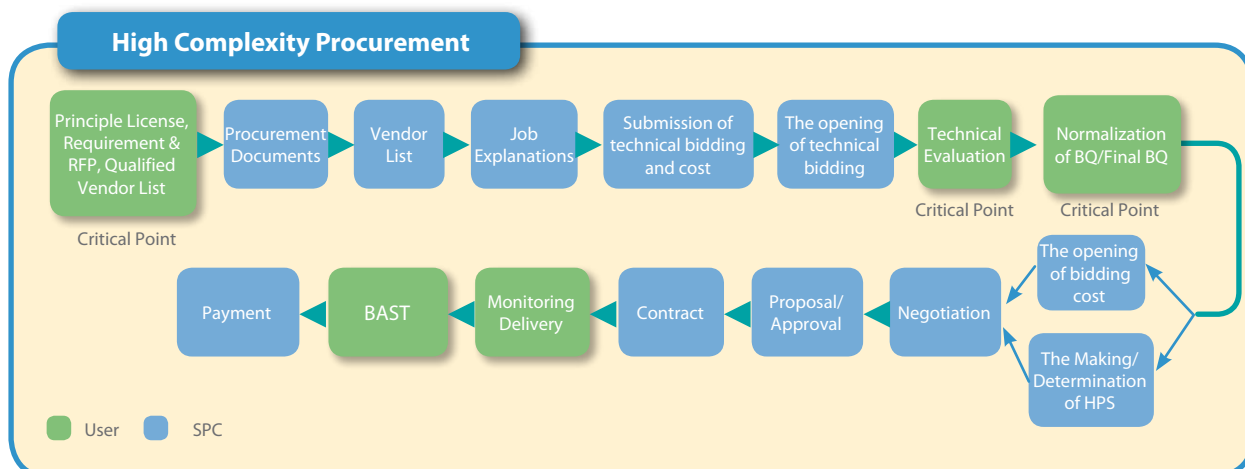 High Complexity Procurement
Principle License,
Requirement &
RFP, Qualified
Vendor List
Procurement
Documents
Vendor
List
Job
Explanations
Submission of
technical bidding
and cost
The opening
of technical
bidding
Technical
Evaluation
Normalization
of BQ/Final BQ
Critical Point
Critical Point
Critical Point
The opening
of bidding
cost
The Making/
Determination
of HPS
Negotiation
Proposal/
Approval
Contract
Monitoring
Delivery
BAST
Payment
User
SPC